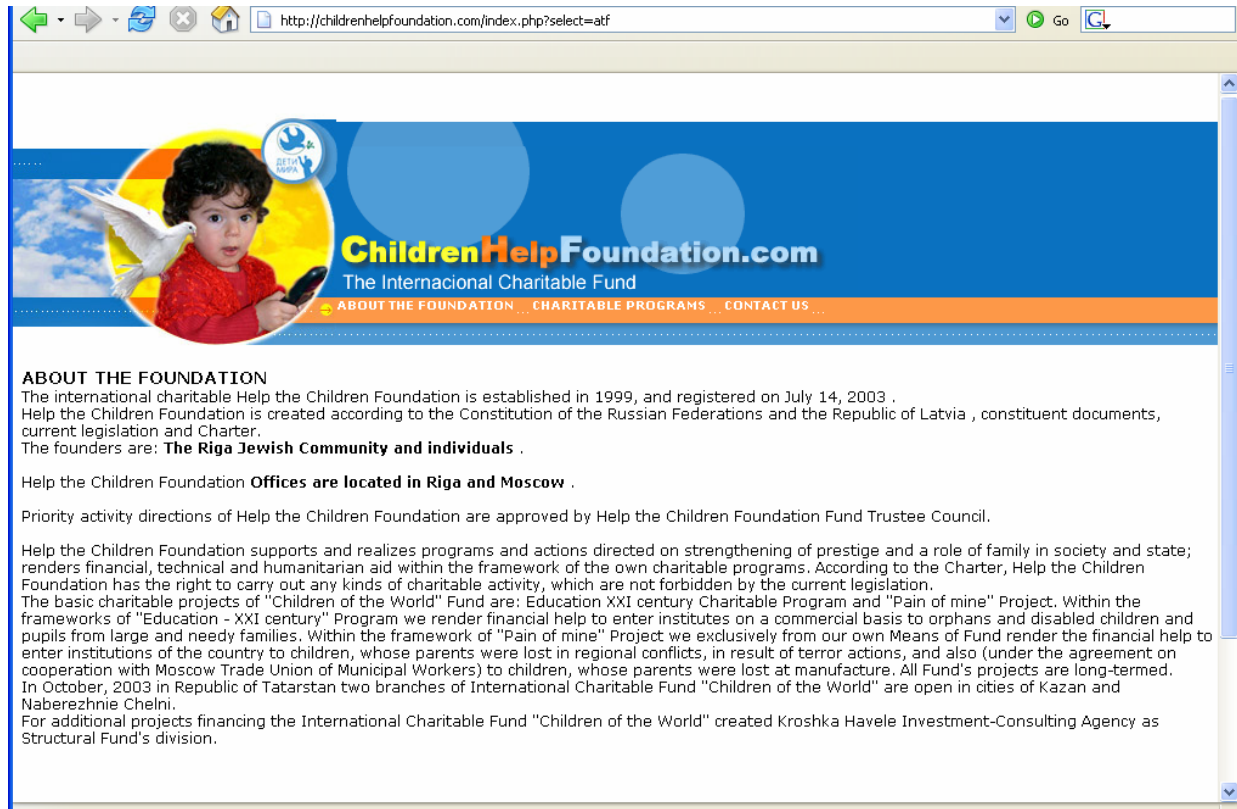 http://childrenhelpfoundation.com/index.php?select=atf
Go
G
ДЕТИ
МИРА
ChildrenHelpFoundation.com
The Internacional Charitable Fund
ABOUT THE FOUNDATION ... CHARITABLE PROGRAMS ... CONTACT US ...
ABOUT THE FOUNDATION
The international charitable Help the Children Foundation is established in 1999, and registered on July 14, 2003 .
Help the Children Foundation is created according to the Constitution of the Russian Federations and the Republic of Latvia , constituent documents,
current legislation and Charter.
The founders are: The Riga Jewish Community and individuals .
Help the Children Foundation Offices are located in Riga and Moscow .
Priority activity directions of Help the Children Foundation are approved by Help the Children Foundation Fund Trustee Council.
Help the Children Foundation supports and realizes programs and actions directed on strengthening of prestige and a role of family in society and state;
renders financial, technical and humanitarian aid within the framework of the own charitable programs. According to the Charter, Help the Children
Foundation has the right to carry out any kinds of charitable activity, which are not forbidden by the current legislation.
The basic charitable projects of "Children of the World" Fund are: Education XXI century Charitable Program and "Pain of mine" Project. Within the
frameworks of "Education - XXI century" Program we render financial help to enter institutes on a commercial basis to orphans and disabled children and
pupils from large and needy families. Within the framework of "Pain of mine" Project we exclusively from our own Means of Fund render the financial help to
enter institutions of the country to children, whose parents were lost in regional conflicts, in result of terror actions, and also (under the agreement on
cooperation with Moscow Trade Union of Municipal Workers) to children, whose parents were lost at manufacture. All Fund's projects are long-termed.
In October, 2003 in Republic of Tatarstan two branches of International Charitable Fund "Children of the World" are open in cities of Kazan and
Naberezhnie Chelni.
For additional projects financing the International Charitable Fund "Children of the World" created Kroshka Havele Investment-Consulting Agency as
Structural Fund's division.